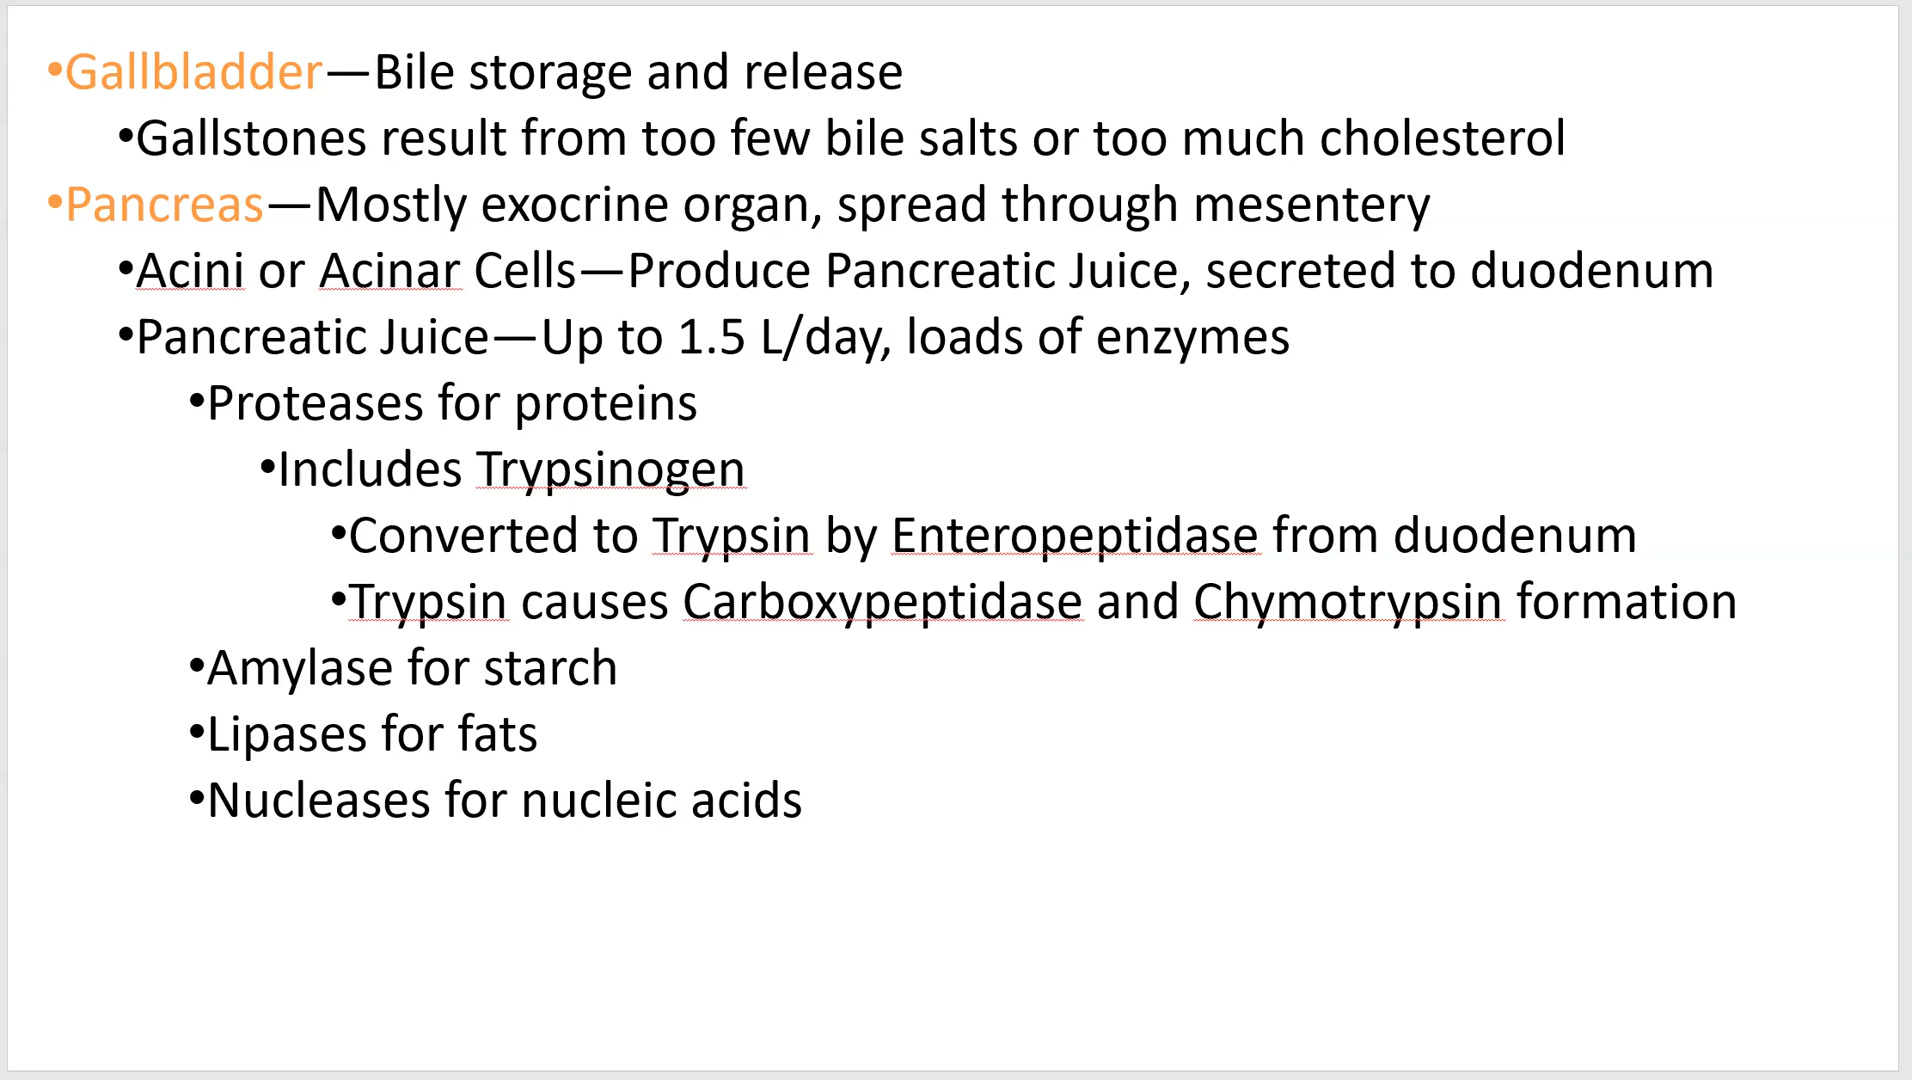 •Gallbladder—Bile storage and release
•Gallstones result from too few bile salts or too much cholesterol
•Pancreas—Mostly exocrine organ, spread through mesentery
•Acini or Acinar Cells—Produce Pancreatic Juice, secreted to duodenum
•Pancreatic Juice—Up to 1.5 L/day, loads of enzymes
•Proteases for proteins
•Includes Trypsinogen
•Converted to Trypsin by Enteropeptidase from duodenum
•Trypsin causes Carboxypeptidase and Chymotrypsin formation
•Amylase for starch
•Lipases for fats
•Nucleases for nucleic acids